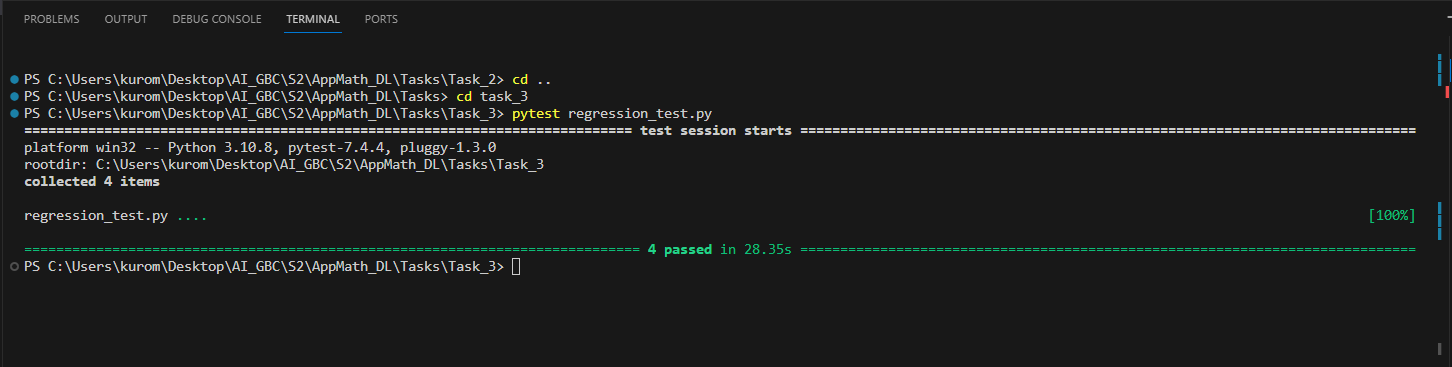 PROBLEMS OUTPUT DEBUG CONSOLE TERMINAL PORTS
PS C:\Users\kurom\Desktop\AI_GBC\S2\AppMath_DL\Tasks\Task_2> cd ..
PS C:\Users\kurom\Desktop\AI_GBC\S2\AppMath_DL\Tasks> cd task_3
PS C:\Users\kurom\Desktop\AI_GBC\S2\AppMath_DL\Tasks\Task_3> pytest regression_test.py
============================================================================ test session starts =============================================================================
platform win32 -- Python 3.10.8, pytest-7.4.4, pluggy-1.3.0
rootdir: C:\Users\kurom\Desktop\AI_GBC\S2\AppMath_DL\Tasks\Task_3
collected 4 items
regression_test.py .... [100%]
============================================================================= 4 passed in 28.35s =============================================================================
PS C:\Users\kurom\Desktop\AI_GBC\S2\AppMath_DL\Tasks\Task_3>